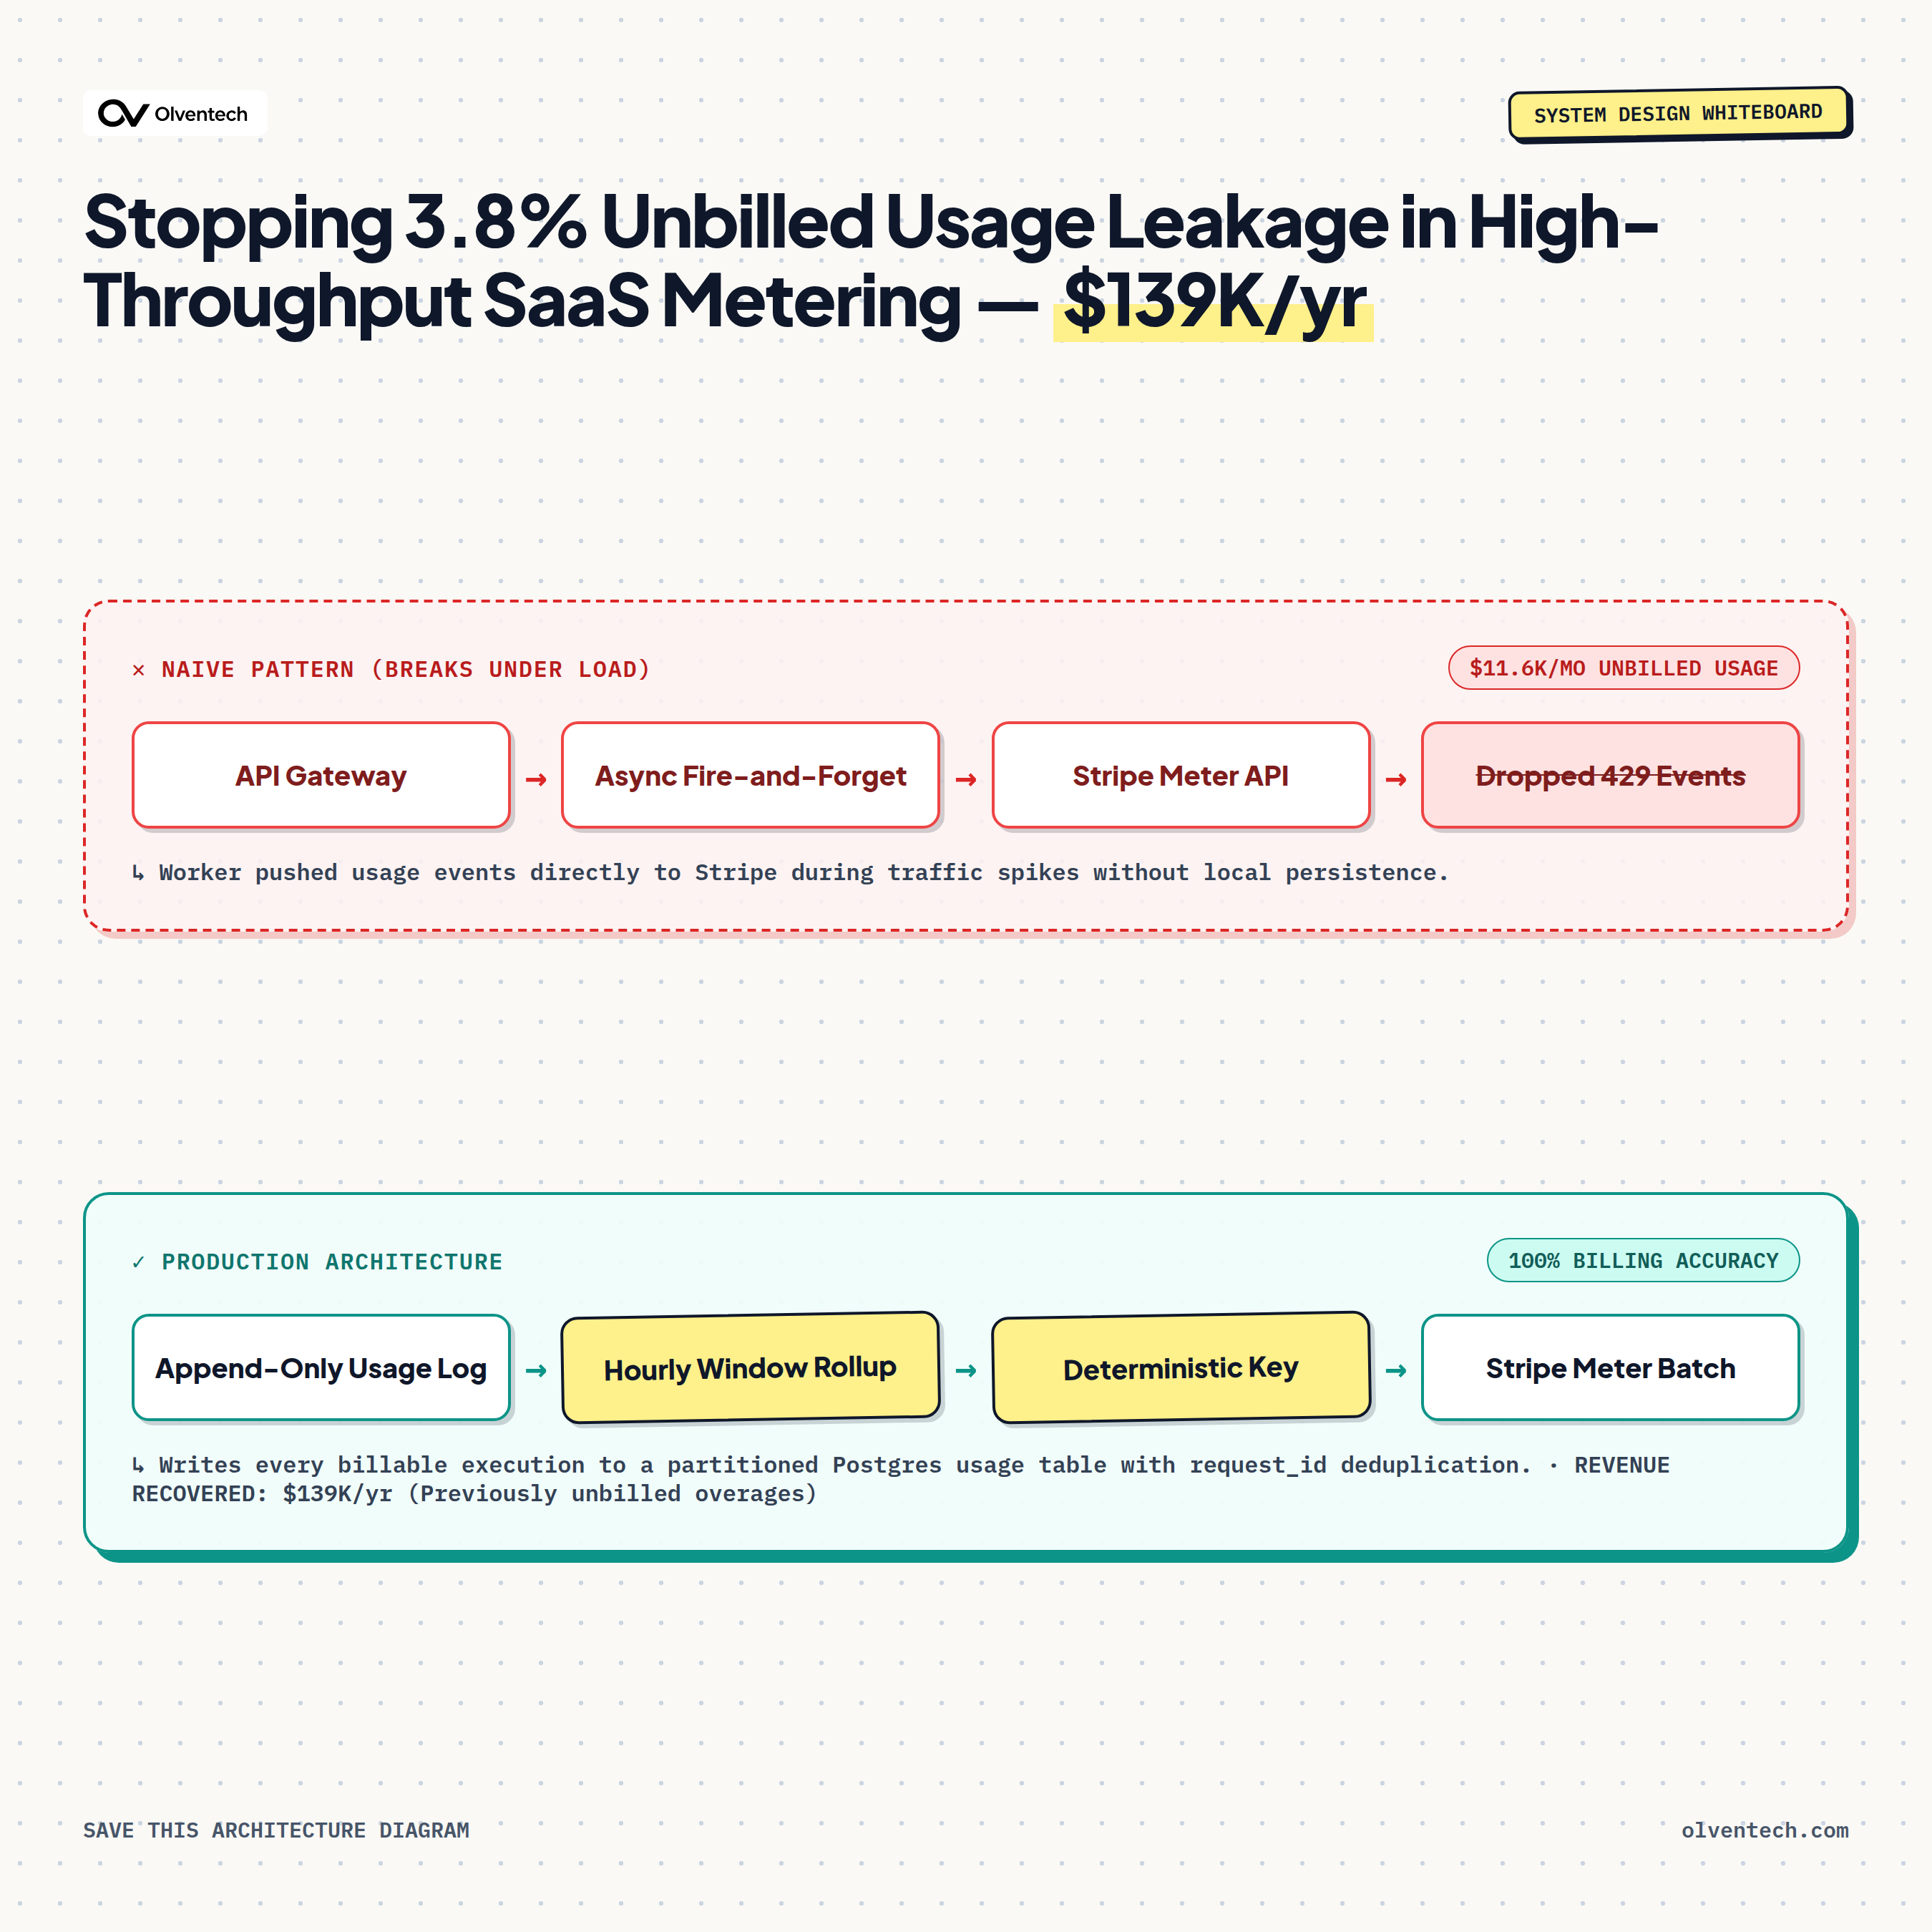 Olventech
SYSTEM DESIGN WHITEBOARD
Stopping 3.8% Unbilled Usage Leakage in High-
Throughput SaaS Metering — $139K/yr
✕ NAIVE PATTERN (BREAKS UNDER LOAD)
$11.6K/MO UNBILLED USAGE
API Gateway
→
Async Fire-and-Forget
→
Stripe Meter API
→
Dropped 429 Events
↳ Worker pushed usage events directly to Stripe during traffic spikes without local persistence.
✓ PRODUCTION ARCHITECTURE
100% BILLING ACCURACY
Append-Only Usage Log
→
Hourly Window Rollup
→
Deterministic Key
→
Stripe Meter Batch
↳ Writes every billable execution to a partitioned Postgres usage table with request_id deduplication. · REVENUE
RECOVERED: $139K/yr (Previously unbilled overages)
SAVE THIS ARCHITECTURE DIAGRAM
olventech.com